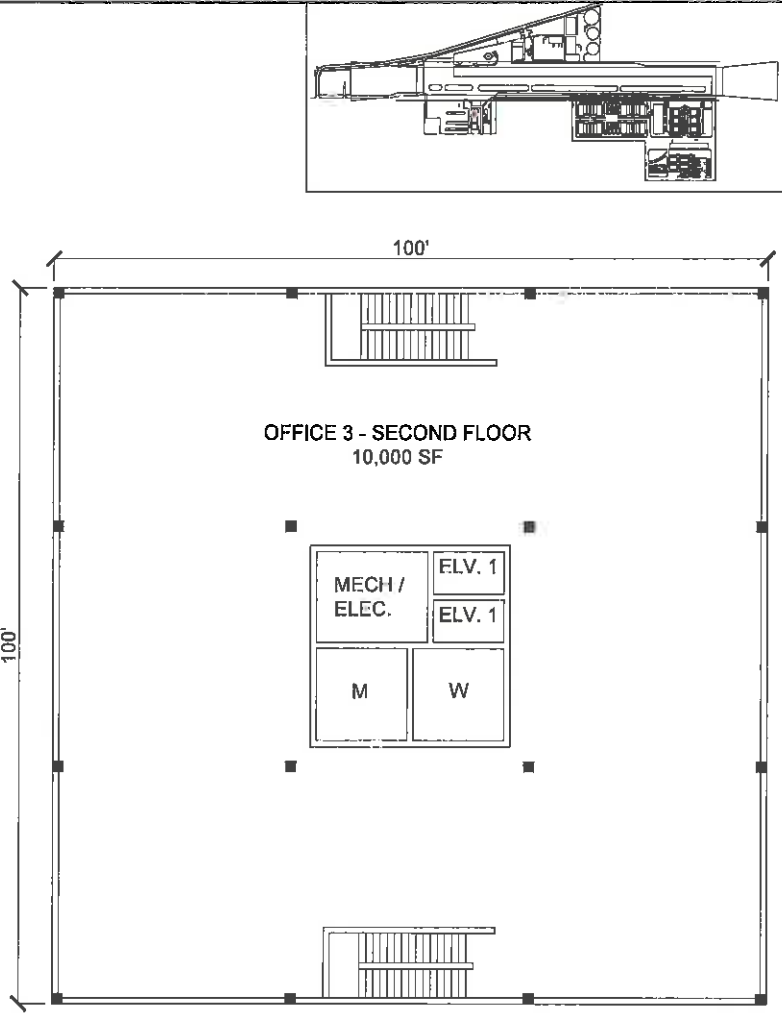 100'
OFFICE 3 - SECOND FLOOR
10,000 SF
MECH /
ELEC.
ELV. 1
ELV. 1
100'
M
W